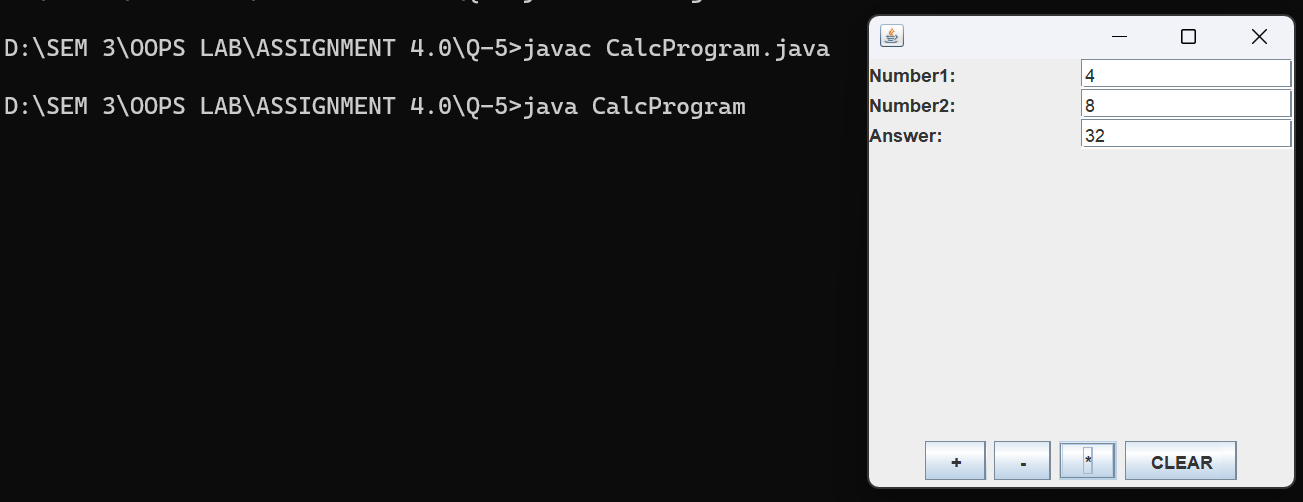 D:\SEM 3\OOPS LAB\ASSIGNMENT 4.0\Q-5>javac CalcProgram.java
D:\SEM 3\OOPS LAB\ASSIGNMENT 4.0\Q-5>java CalcProgram
Number1: 4
Number2: 8
Answer: 32
+ - * CLEAR